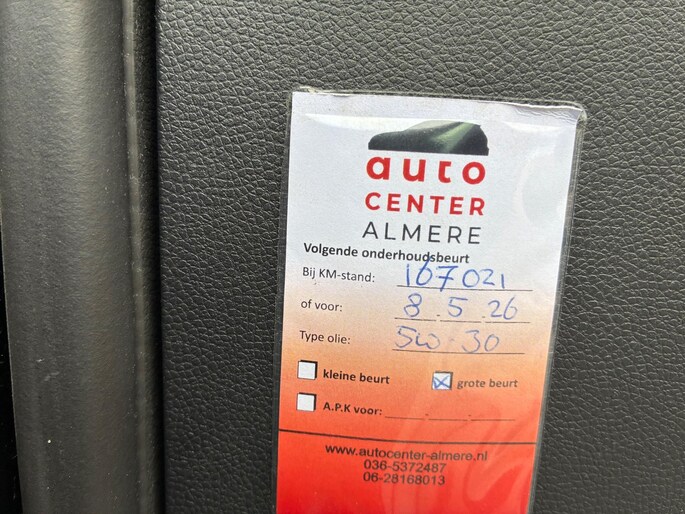 auto
CENTER
ALMERE
Volgende onderhoudsbeurt
Bij KM-stand: 167021
of voor: 8.5.26
Type olie: 5w-30
kleine beurt grote beurt
A.P.K voor:
www.autocenter-almere.nl
036-5372487
06-28168013